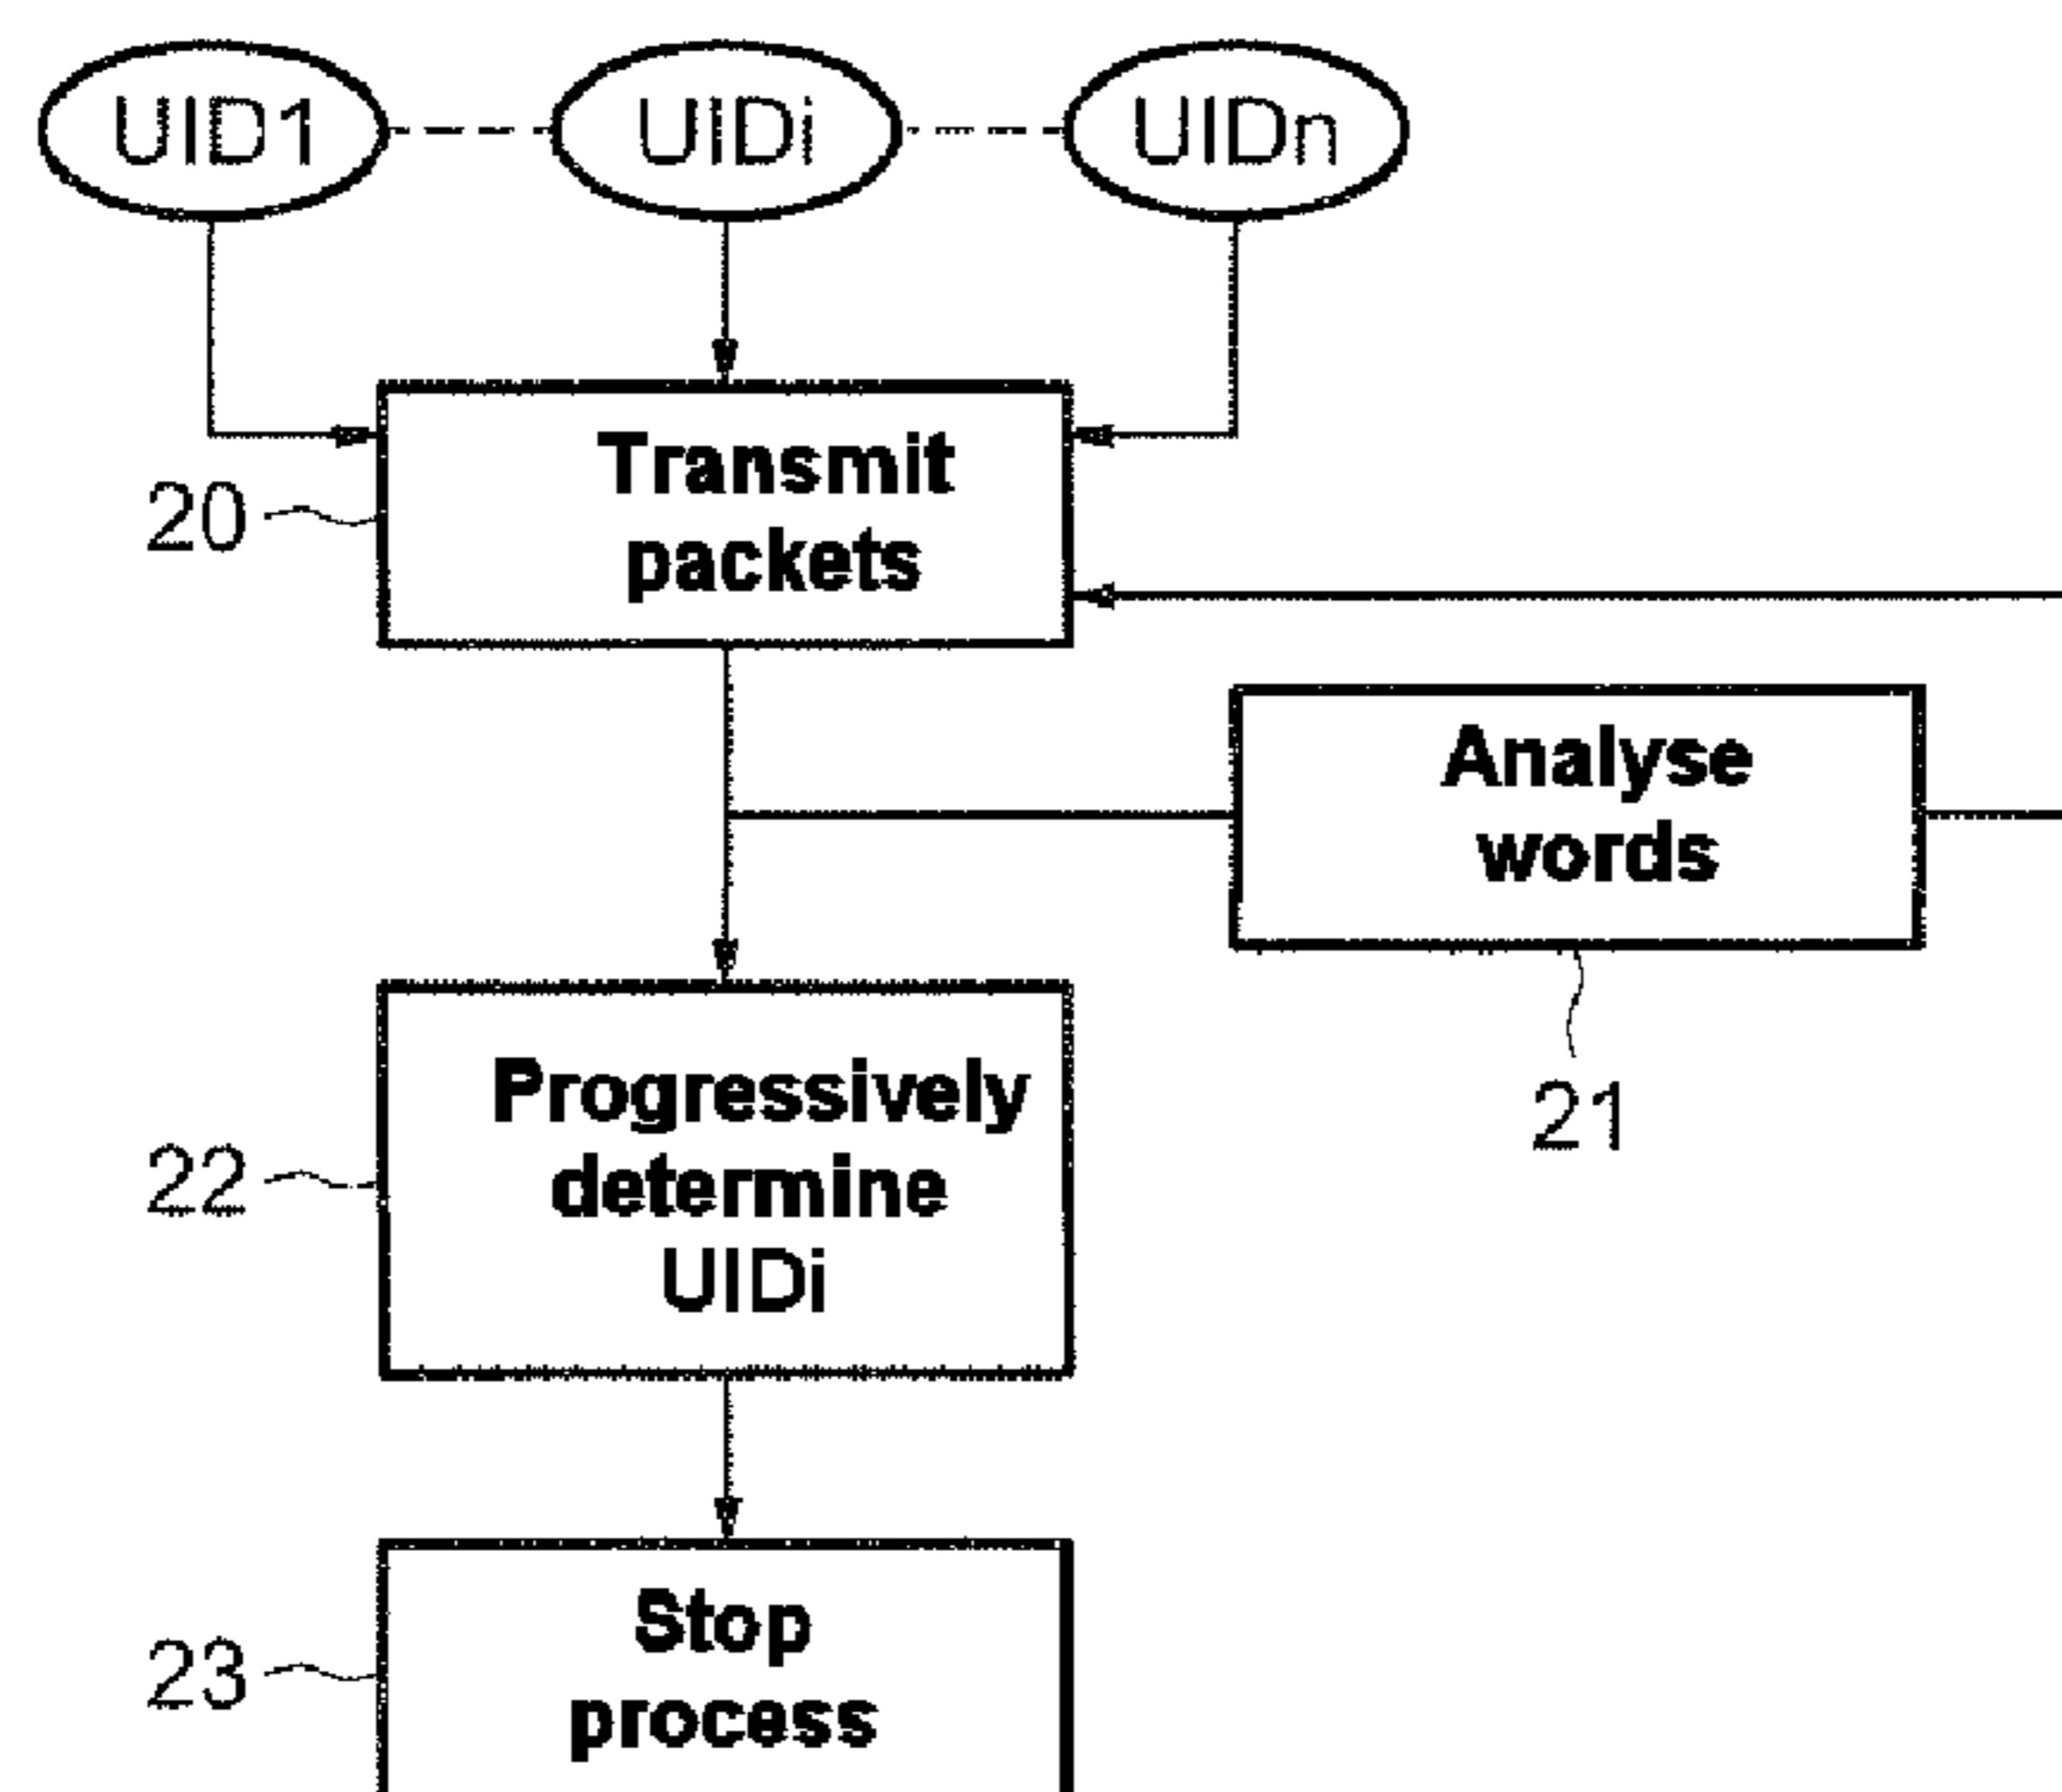 UID1 UIDi UIDn
Transmit
packets
20
Analyse
words
21
Progressively
determine
UIDi
22
Stop
process
23